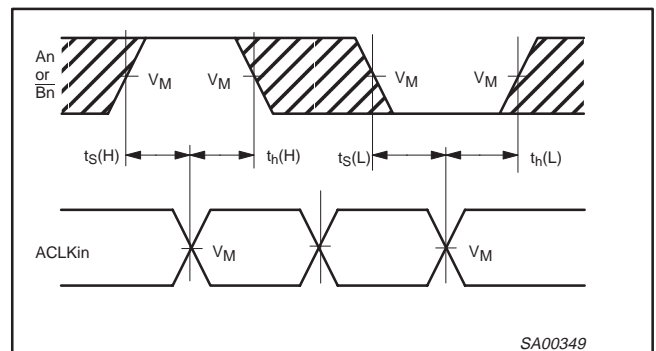 An
or
Bn
VM VM VM VM
tS(H) th(H) tS(L) th(L)
ACLKin VM VM
SA00349